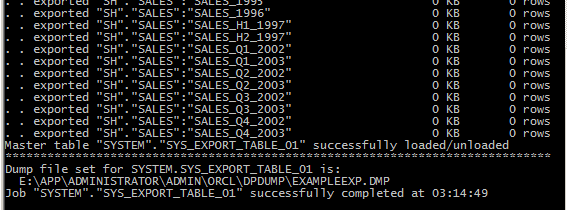 . . exported "SH"."SALES":"SALES_1995" 0 KB 0 rows
. . exported "SH"."SALES":"SALES_1996" 0 KB 0 rows
. . exported "SH"."SALES":"SALES_H1_1997" 0 KB 0 rows
. . exported "SH"."SALES":"SALES_H2_1997" 0 KB 0 rows
. . exported "SH"."SALES":"SALES_Q1_2002" 0 KB 0 rows
. . exported "SH"."SALES":"SALES_Q1_2003" 0 KB 0 rows
. . exported "SH"."SALES":"SALES_Q2_2002" 0 KB 0 rows
. . exported "SH"."SALES":"SALES_Q2_2003" 0 KB 0 rows
. . exported "SH"."SALES":"SALES_Q3_2002" 0 KB 0 rows
. . exported "SH"."SALES":"SALES_Q3_2003" 0 KB 0 rows
. . exported "SH"."SALES":"SALES_Q4_2002" 0 KB 0 rows
. . exported "SH"."SALES":"SALES_Q4_2003" 0 KB 0 rows
Master table "SYSTEM"."SYS_EXPORT_TABLE_01" successfully loaded/unloaded
******************************************************************************
Dump file set for SYSTEM.SYS_EXPORT_TABLE_01 is:
E:\APP\ADMINISTRATOR\ADMIN\ORCL\DPDUMP\EXAMPLEEXP.DMP
Job "SYSTEM"."SYS_EXPORT_TABLE_01" successfully completed at 03:14:49